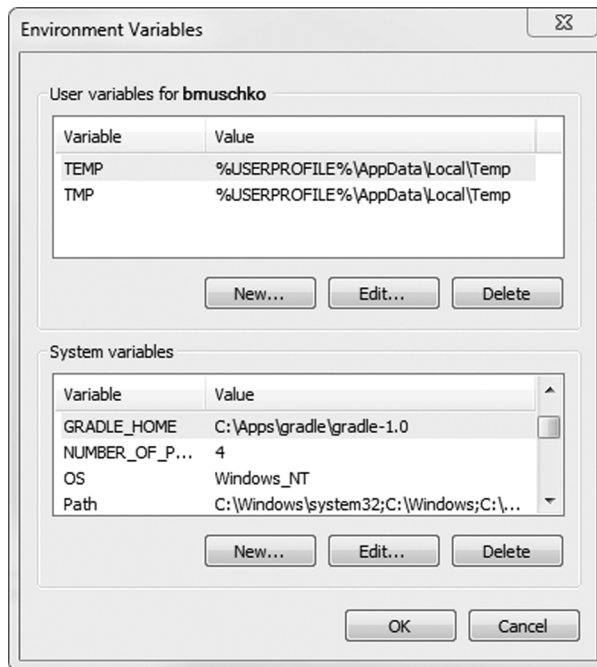 Environment Variables
User variables for bmuschko
Variable Value
TEMP %USERPROFILE%\AppData\Local\Temp
TMP %USERPROFILE%\AppData\Local\Temp
New... Edit... Delete
System variables
Variable Value
GRADLE_HOME C:\Apps\gradle\gradle-1.0
NUMBER_OF_P... 4
OS Windows_NT
Path C:\Windows\system32;C:\Windows;C:\...
New... Edit... Delete
OK Cancel